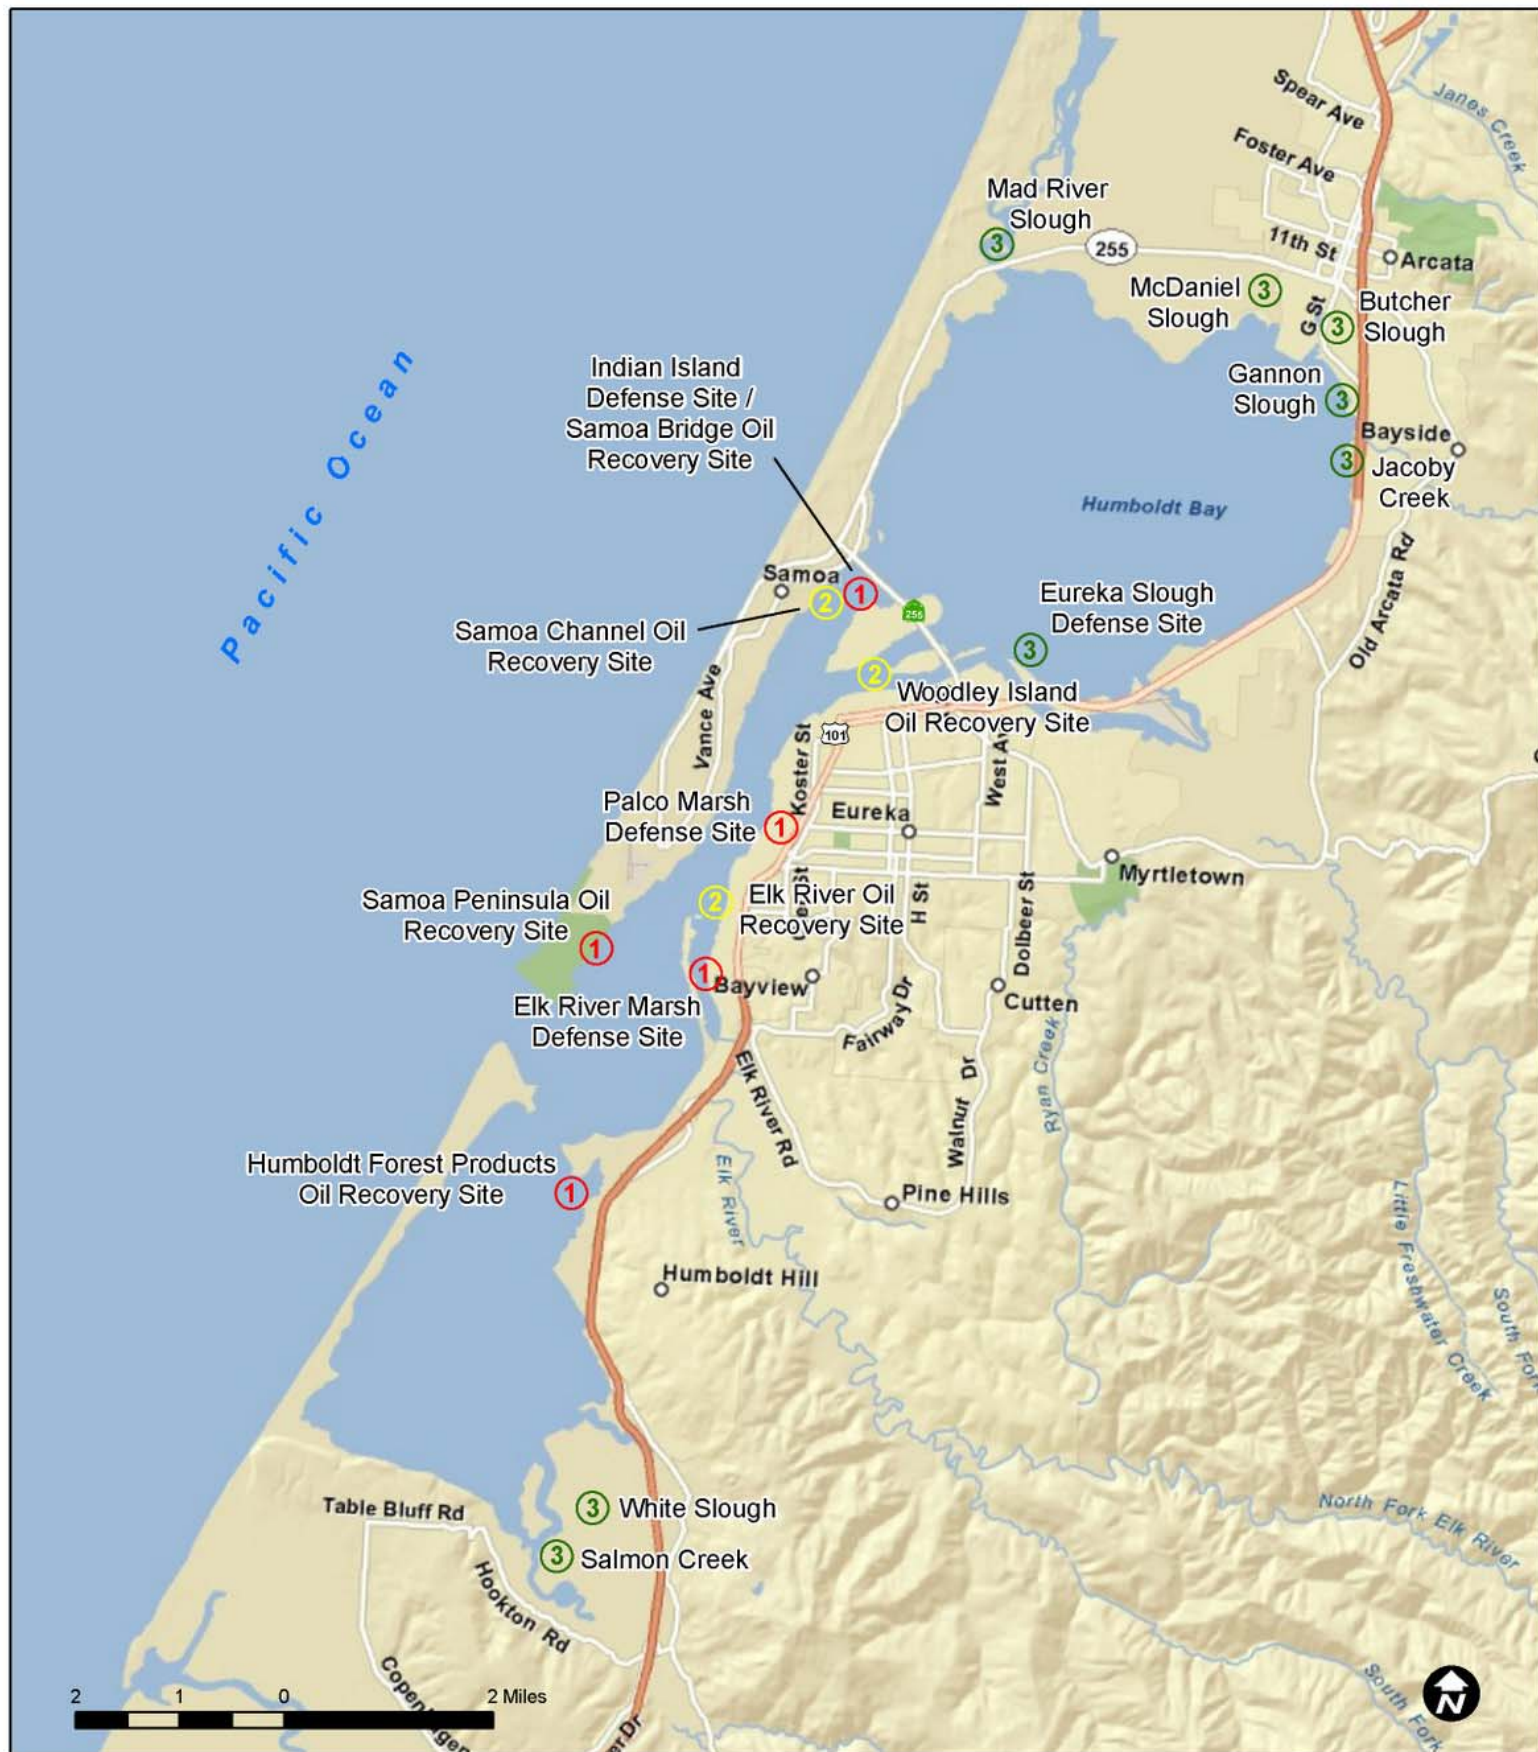 Spear Ave
Janes Creek
Foster Ave
Mad River
Slough
3
255
11th St
Arcata
McDaniel
Slough
3
G St
Butcher
Slough
3
Pacific Ocean
Indian Island
Defense Site /
Samoa Bridge Oil
Recovery Site
Gannon
Slough
3
Bayside
3
Jacoby
Creek
Humboldt Bay
Old Arcata Rd
Samoa
2
1
255
Eureka Slough
Defense Site
3
Samoa Channel Oil
Recovery Site
2
Woodley Island
Oil Recovery Site
Vance Ave
101
Koster St
West Av
Palco Marsh
Defense Site
1
Eureka
Myrtletown
Samoa Peninsula Oil
Recovery Site
1
2
Elk River Oil
Recovery Site
St
H St
Dolbeer St
1
Bayview
Elk River Marsh
Defense Site
Fairway Dr
Cutten
Ryan Creek
Elk River Rd
Walnut Dr
Humboldt Forest Products
Oil Recovery Site
1
Elk River
Pine Hills
Little Freshwater Creek
Humboldt Hill
South For
North Fork Elk River
Table Bluff Rd
3
White Slough
3
Salmon Creek
Hookton Rd
South Fork
2
1
0
2 Miles
N